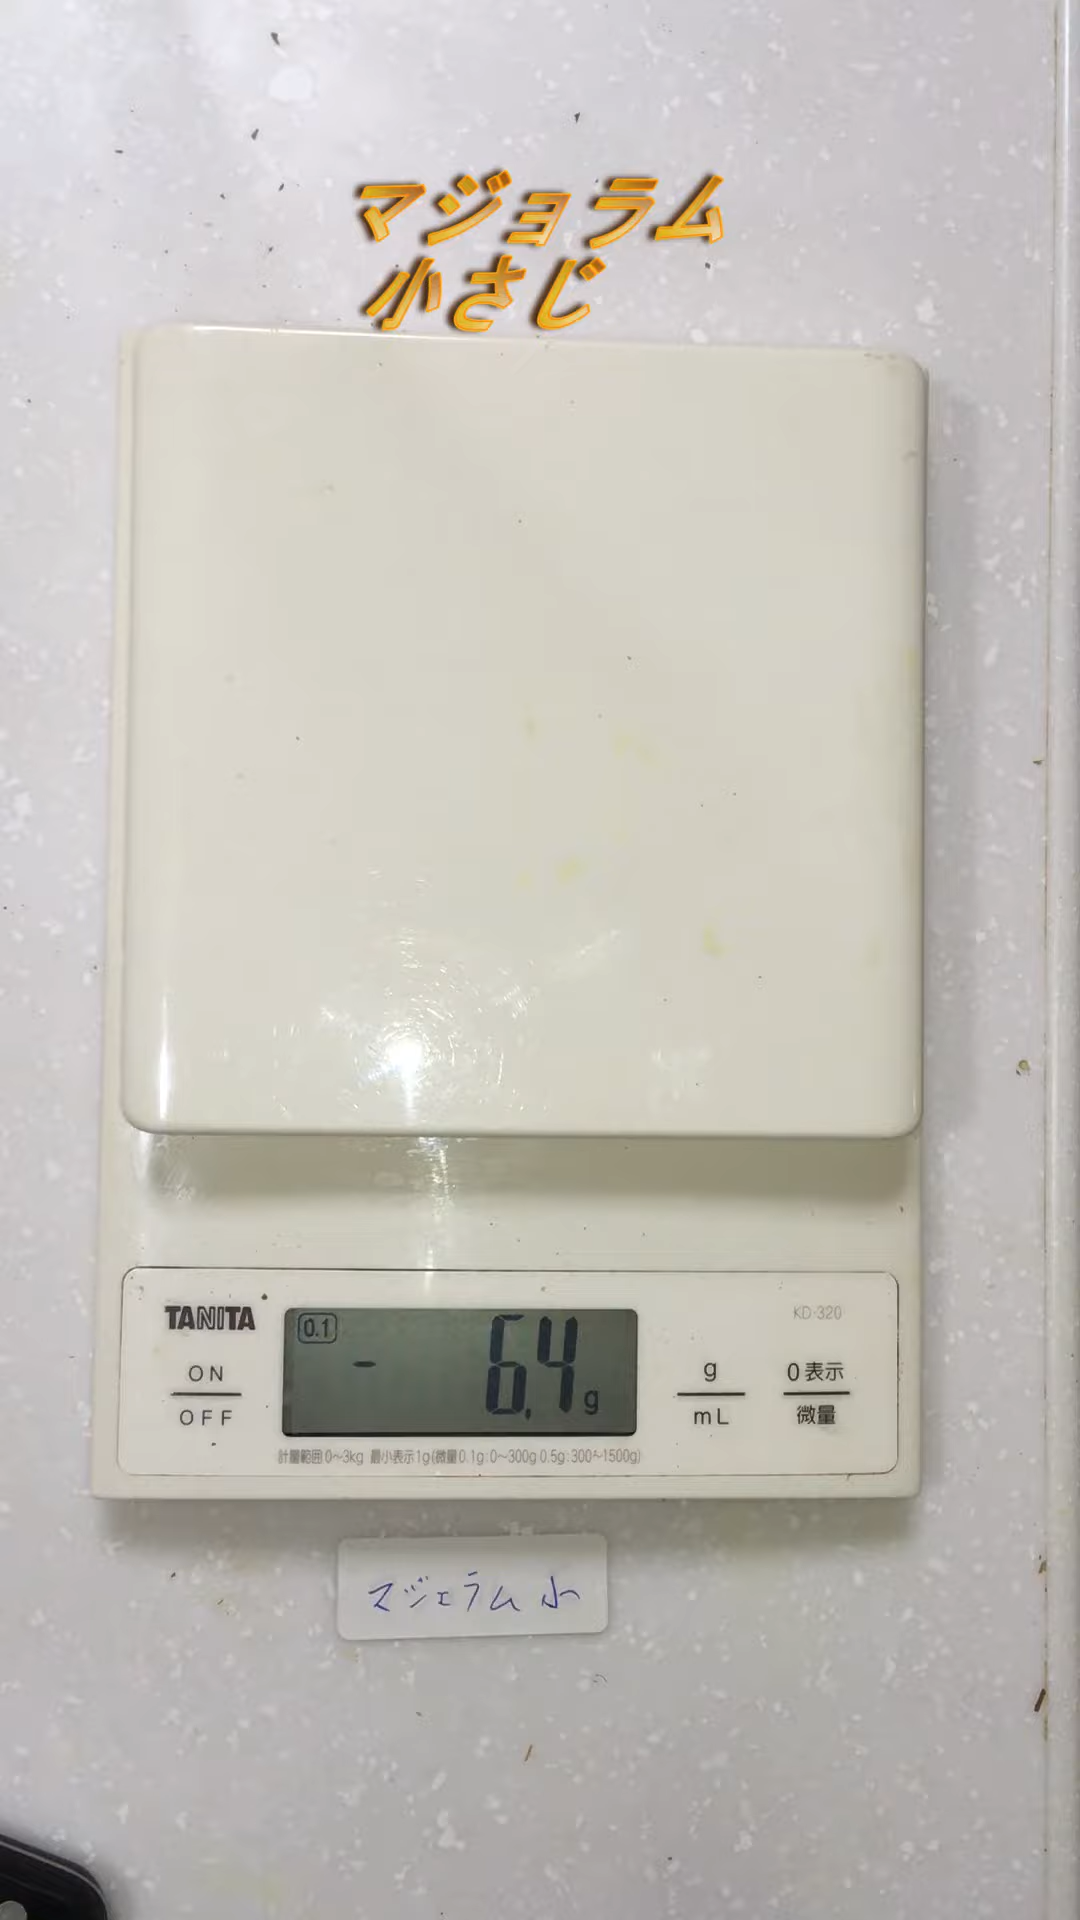 マジョラム
小さじ
TANITA
KD-320
0.1
- 6.4 g
ON
OFF
g
mL
0表示
微量
計量範囲0～3kg 最小表示1g(微量0.1g:0～300g 0.5g:300～1500g)
マジェラム 小